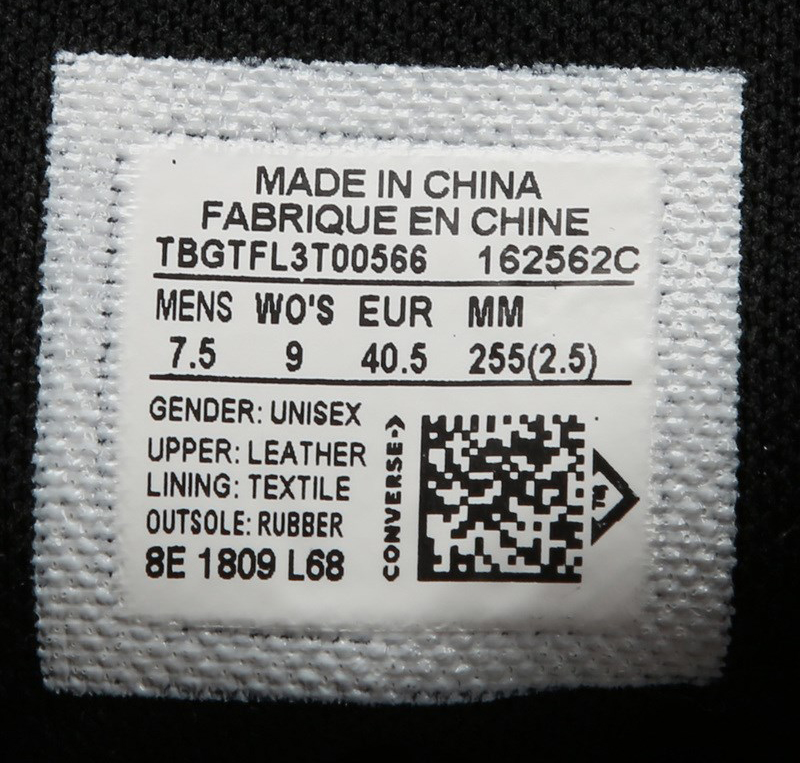 MADE IN CHINA
FABRIQUE EN CHINE
TBGTFL3T00566 162562C
MENS WO'S EUR MM
7.5 9 40.5 255(2.5)
GENDER: UNISEX
UPPER: LEATHER
LINING: TEXTILE
OUTSOLE: RUBBER
8E 1809 L68
CONVERSE->